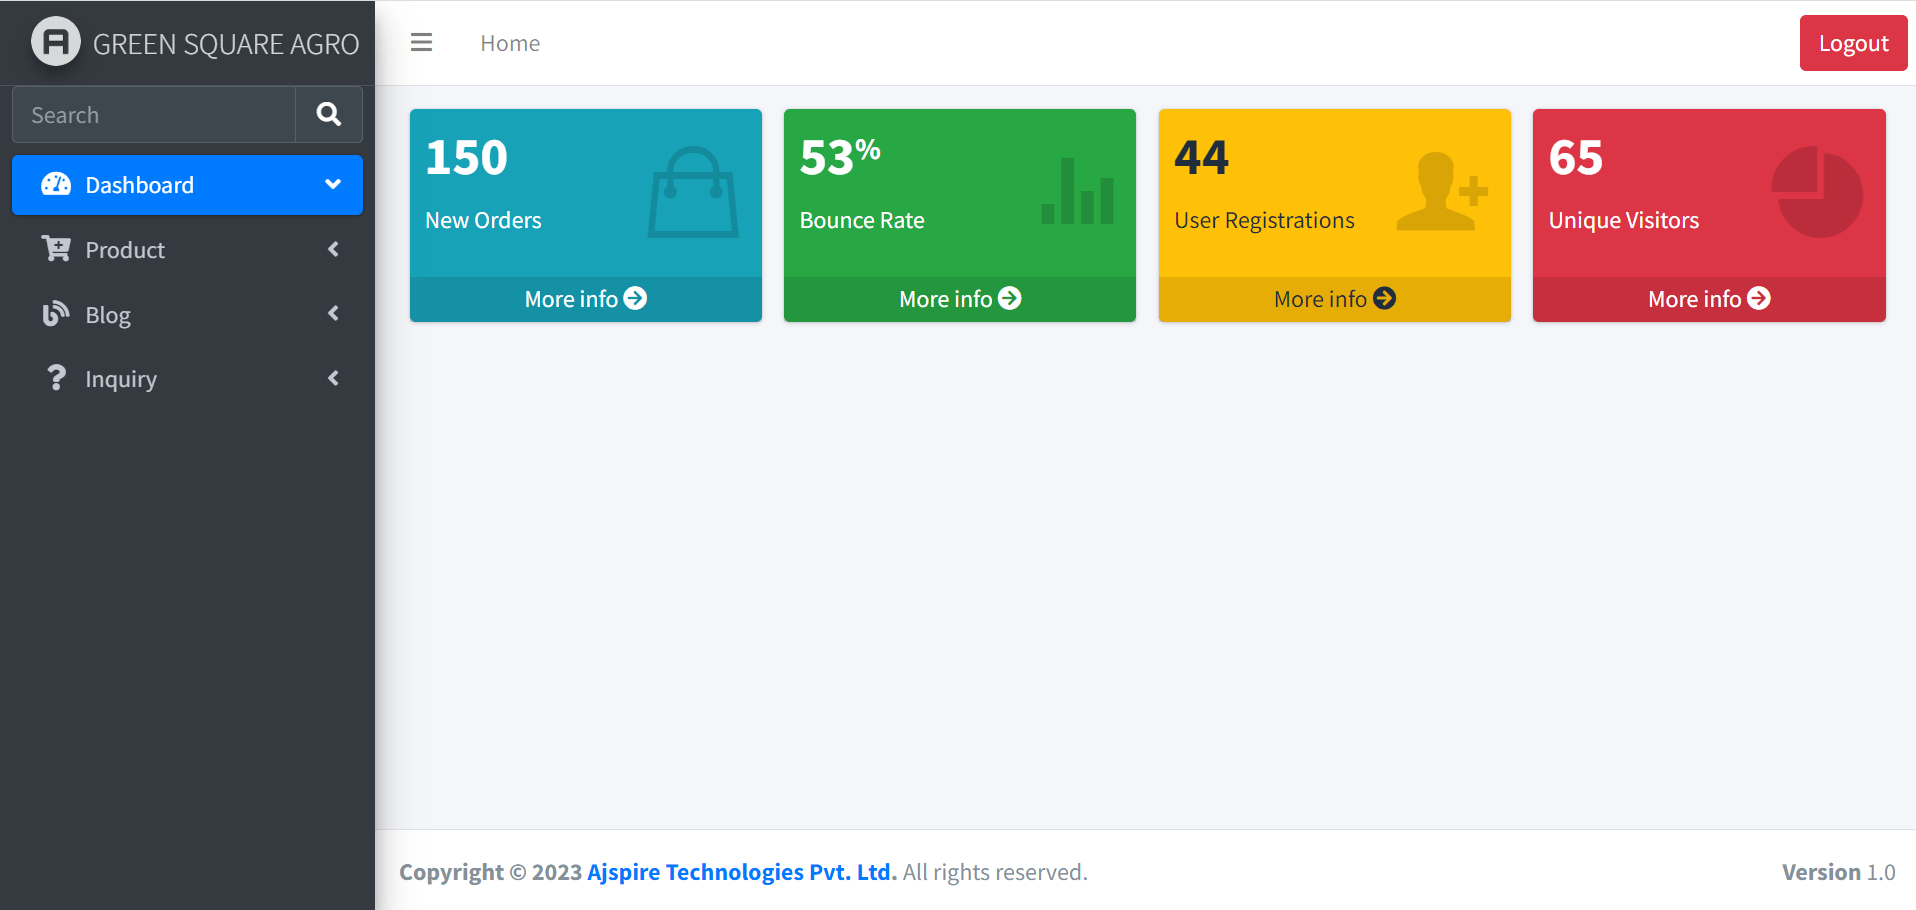 GREEN SQUARE AGRO
Home
Logout
Search
Dashboard
Product
Blog
Inquiry
150
New Orders
More info
53%
Bounce Rate
More info
44
User Registrations
More info
65
Unique Visitors
More info
Copyright © 2023 Ajspire Technologies Pvt. Ltd. All rights reserved.
Version 1.0